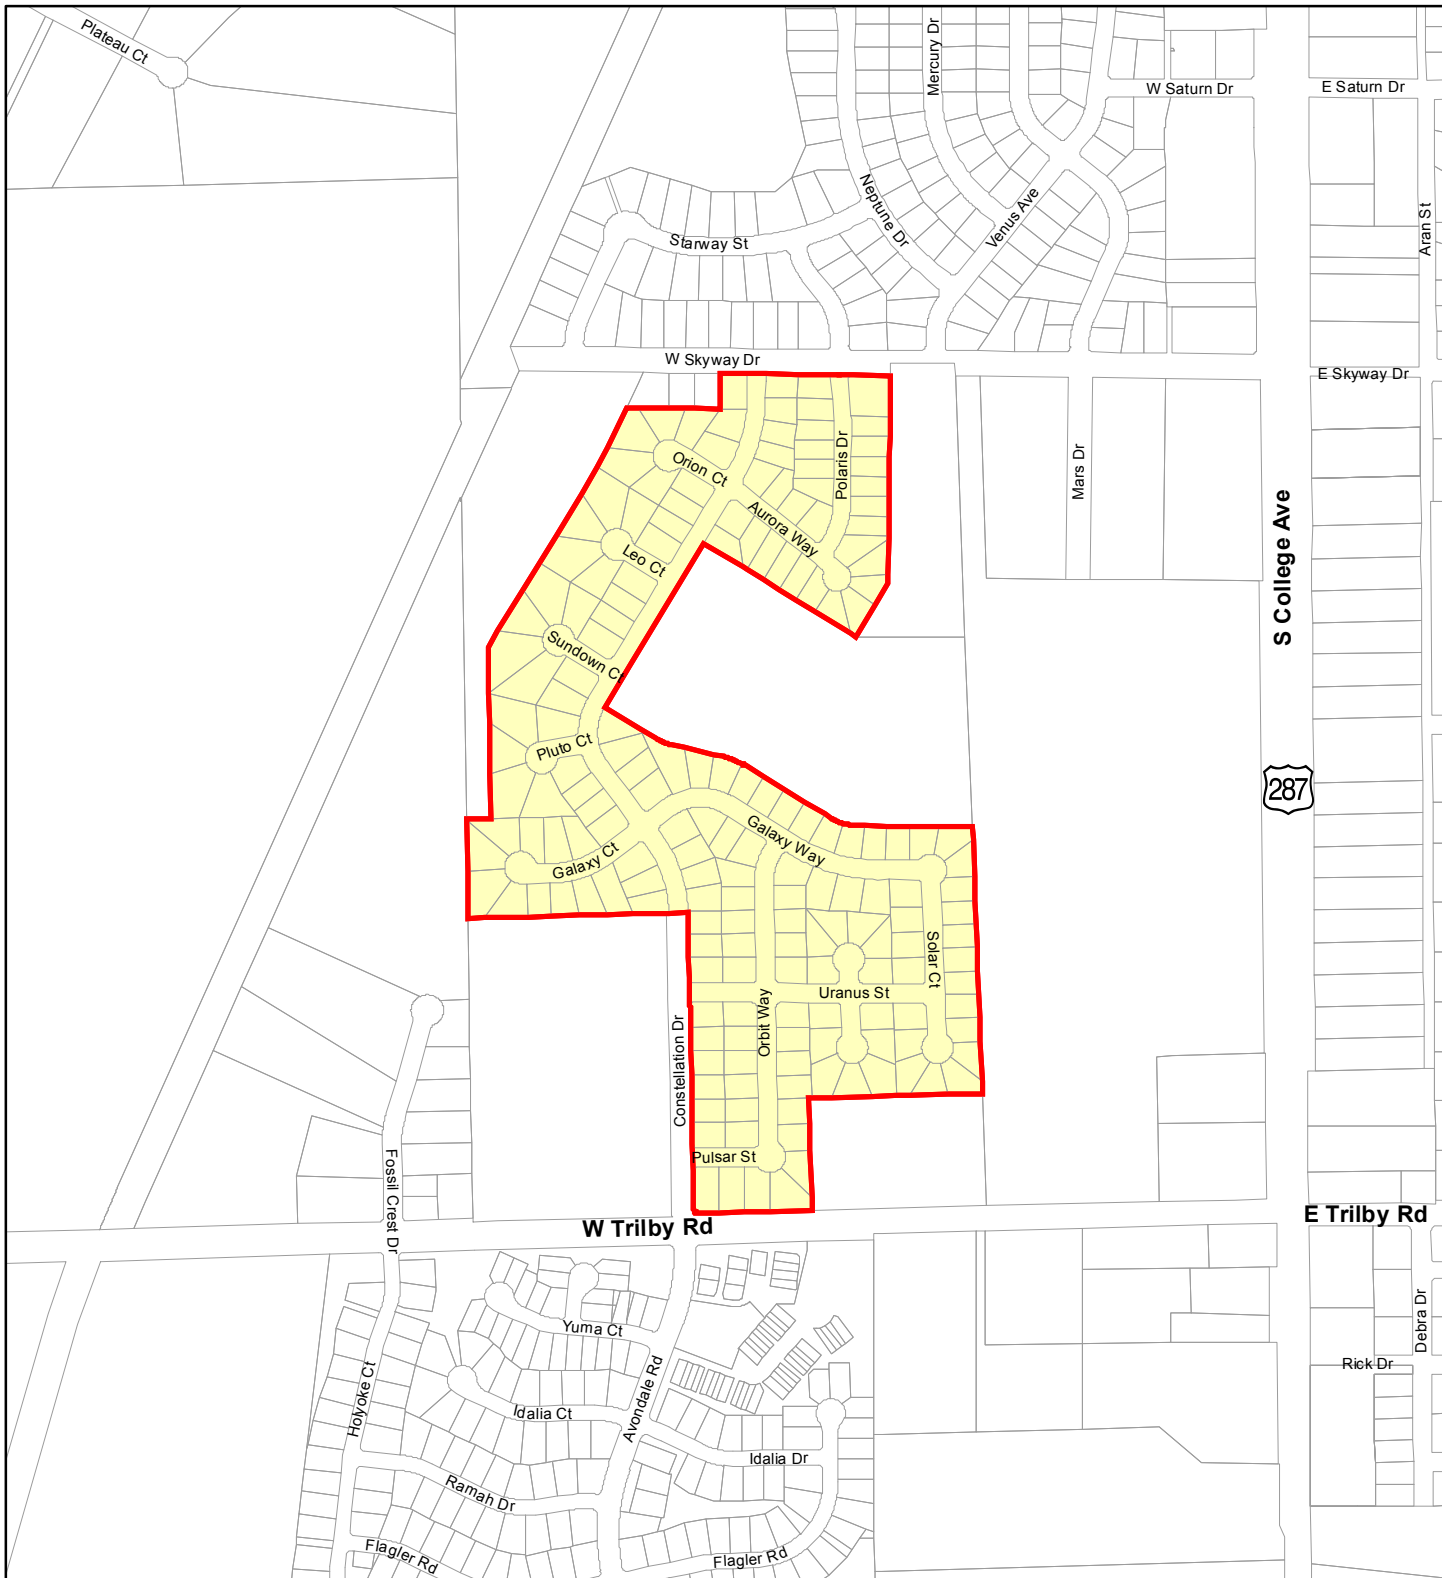 Plateau Ct
Mercury Dr
W Saturn Dr
E Saturn Dr
Neptune Dr
Venus Ave
Aran St
Starway St
W Skyway Dr
E Skyway Dr
Orion Ct
Polaris Dr
Mars Dr
Aurora Way
S College Ave
Leo Ct
Sundown Ct
Pluto Ct
287
Galaxy Way
Galaxy Ct
Solar Ct
Uranus St
Orbit Way
Constellation Dr
Pulsar St
Fossil Crest Dr
W Trilby Rd
E Trilby Rd
Yuma Ct
Debra Dr
Rick Dr
Holyoke Ct
Avondale Rd
Idalia Ct
Idalia Dr
Ramah Dr
Flagler Rd
Flagler Rd